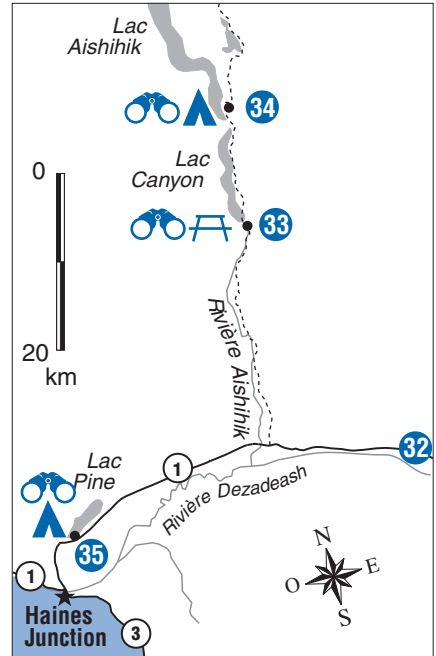 Lac
Aishihik
34
Lac
Canyon
0
33
20
km
Rivière Aishihik
32
1
Lac
Pine
Rivière Dezadeash
35
N
E
O
S
1
Haines
Junction
3